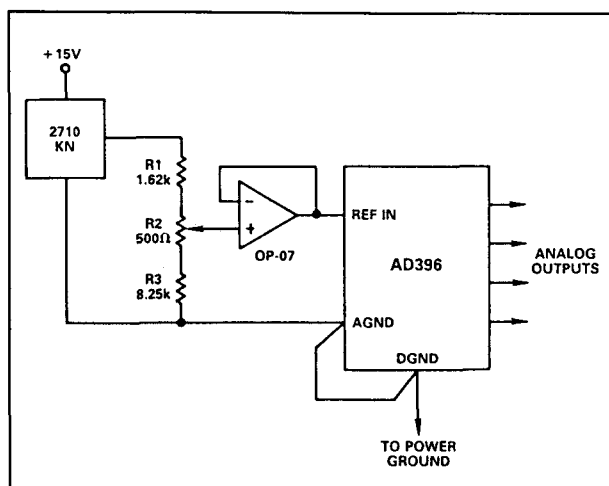 +15V
2710
KN
R1
1.62k
R2
500Ω
R3
8.25k
-
+
OP-07
REF IN
AD396
ANALOG
OUTPUTS
AGND
DGND
TO POWER
GROUND